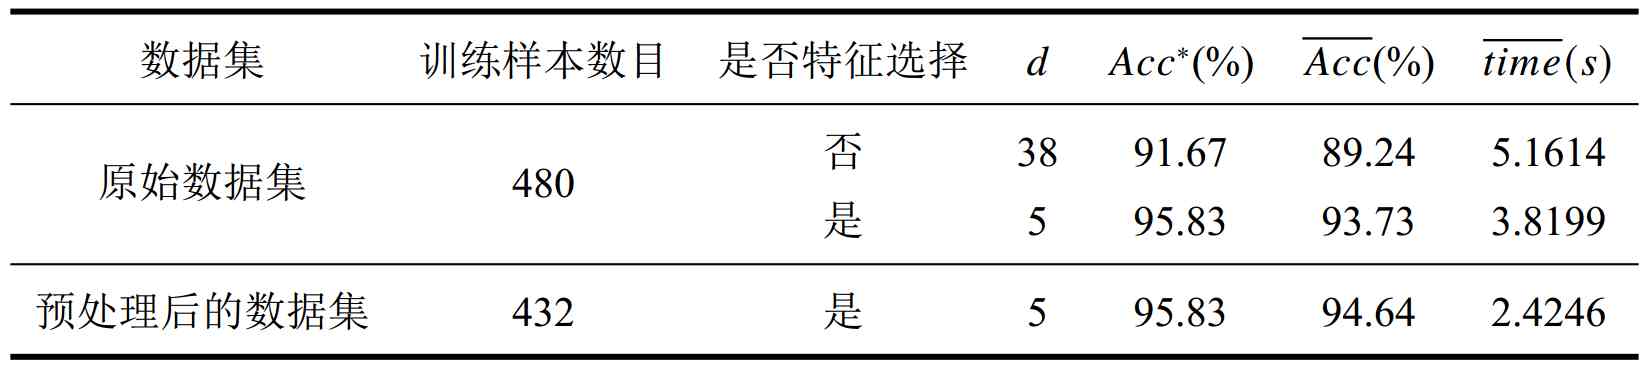 数据集 训练样本数目 是否特征选择 d Acc*(%) Acc(%) time(s)
否 38 91.67 89.24 5.1614
原始数据集 480
是 5 95.83 93.73 3.8199
预处理后的数据集 432 是 5 95.83 94.64 2.4246